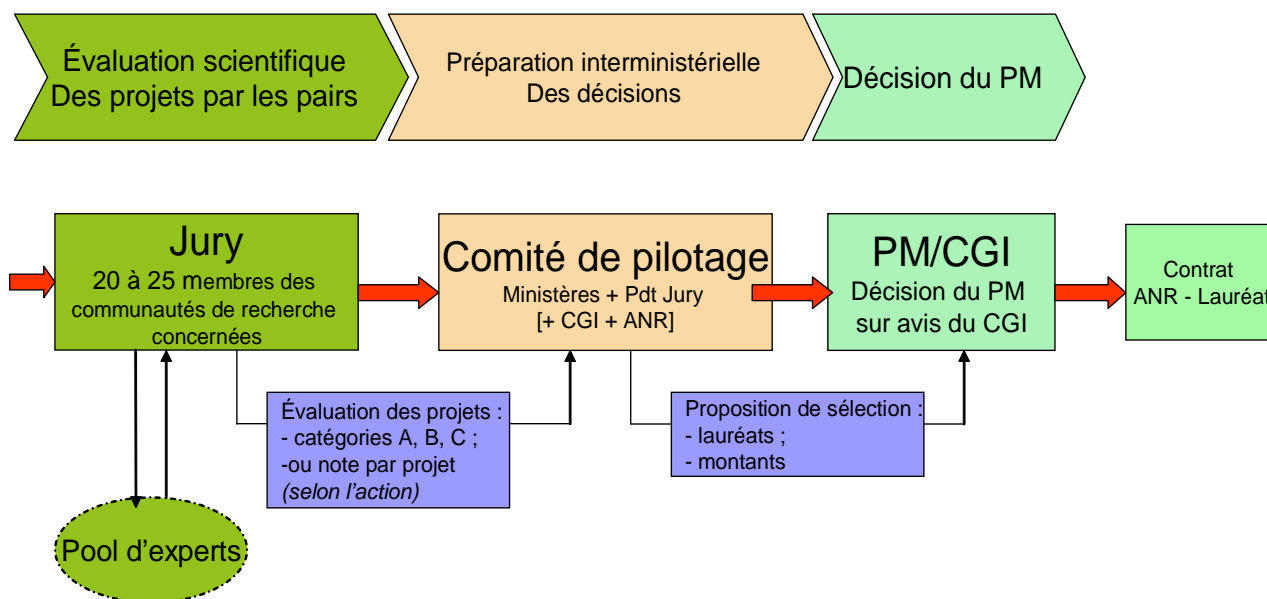 Évaluation scientifique
Des projets par les pairs
Préparation interministérielle
Des décisions
Décision du PM
Jury
20 à 25 membres des
communautés de recherche
concernées
Comité de pilotage
Ministères + Pdt Jury
[+ CGI + ANR]
PM/CGI
Décision du PM
sur avis du CGI
Contrat
ANR - Lauréat
Évaluation des projets :
- catégories A, B, C ;
-ou note par projet
(selon l’action)
Proposition de sélection :
- lauréats ;
- montants
Pool d’experts